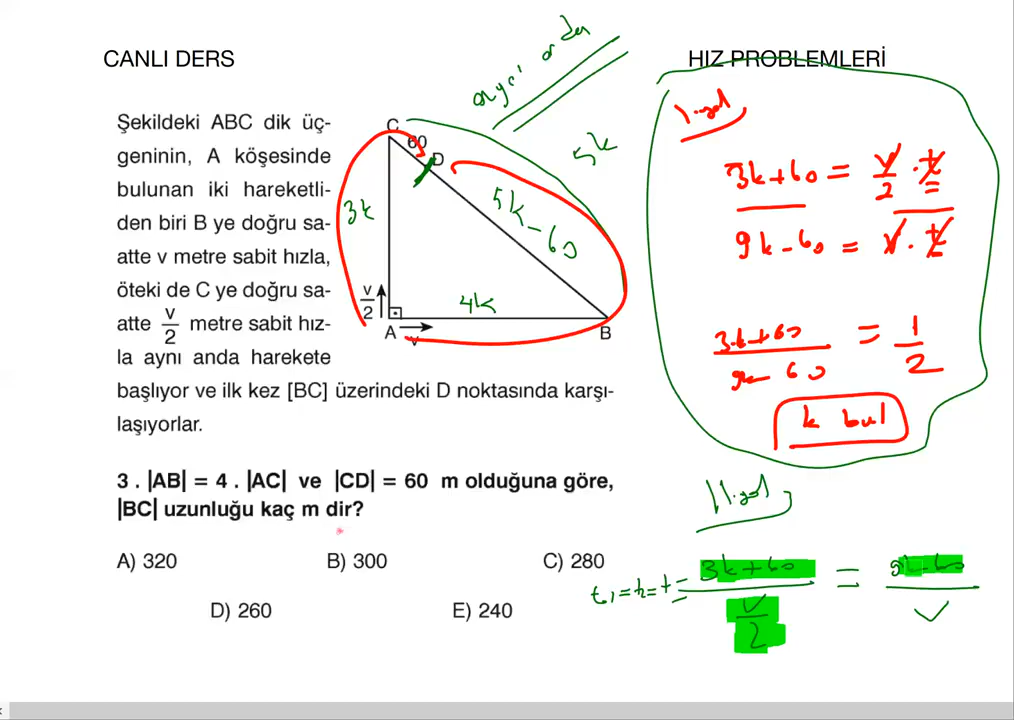 CANLI DERS
HIZ PROBLEMLERİ
Şekildeki ABC dik üç-
geninin, A köşesinde
bulunan iki hareketli-
den biri B ye doğru sa-
atte v metre sabit hızla,
öteki de C ye doğru sa-
atte v/2 metre sabit hız-
la aynı anda harekete
başlıyor ve ilk kez [BC] üzerindeki D noktasında karşı-
laşıyorlar.
C
60
D
3k
5k-60
5k
v/2
4k
A
v
B
aynı anda
3 . |AB| = 4 . |AC| ve |CD| = 60 m olduğuna göre,
|BC| uzunluğu kaç m dir?
A) 320
B) 300
C) 280
D) 260
E) 240
I.yol
3k+60 = v/2 . t
9k-60 = v . t
3k+60 / 9k-60 = 1/2
k bul
II.yol
t₁=t₂=t= 3k+60 / v/2 = 9k-60 / v